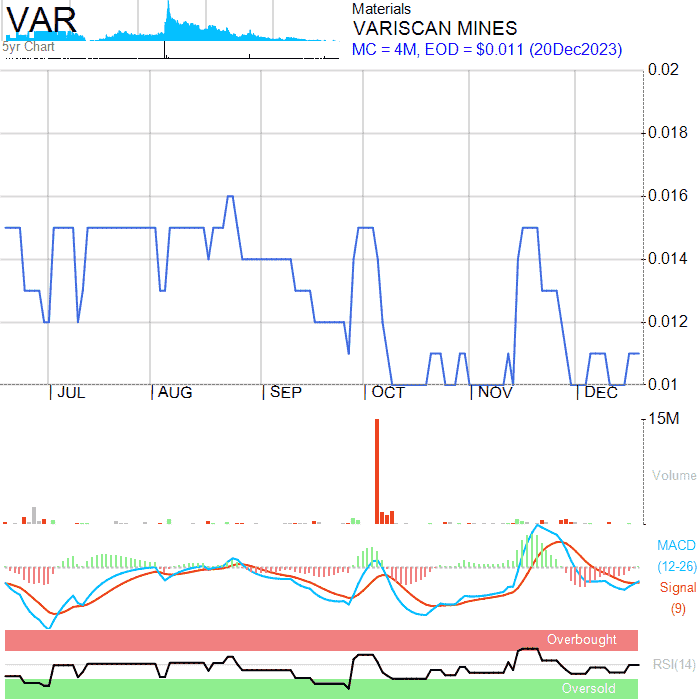 VAR
5yr Chart
Materials
VARISCAN MINES
MC = 4M, EOD = $0.011 (20Dec2023)
0.02
0.018
0.016
0.014
0.012
0.01
JUL AUG SEP OCT NOV DEC
15M
Volume
MACD
(12-26)
Signal
(9)
Overbought
RSI(14)
Oversold